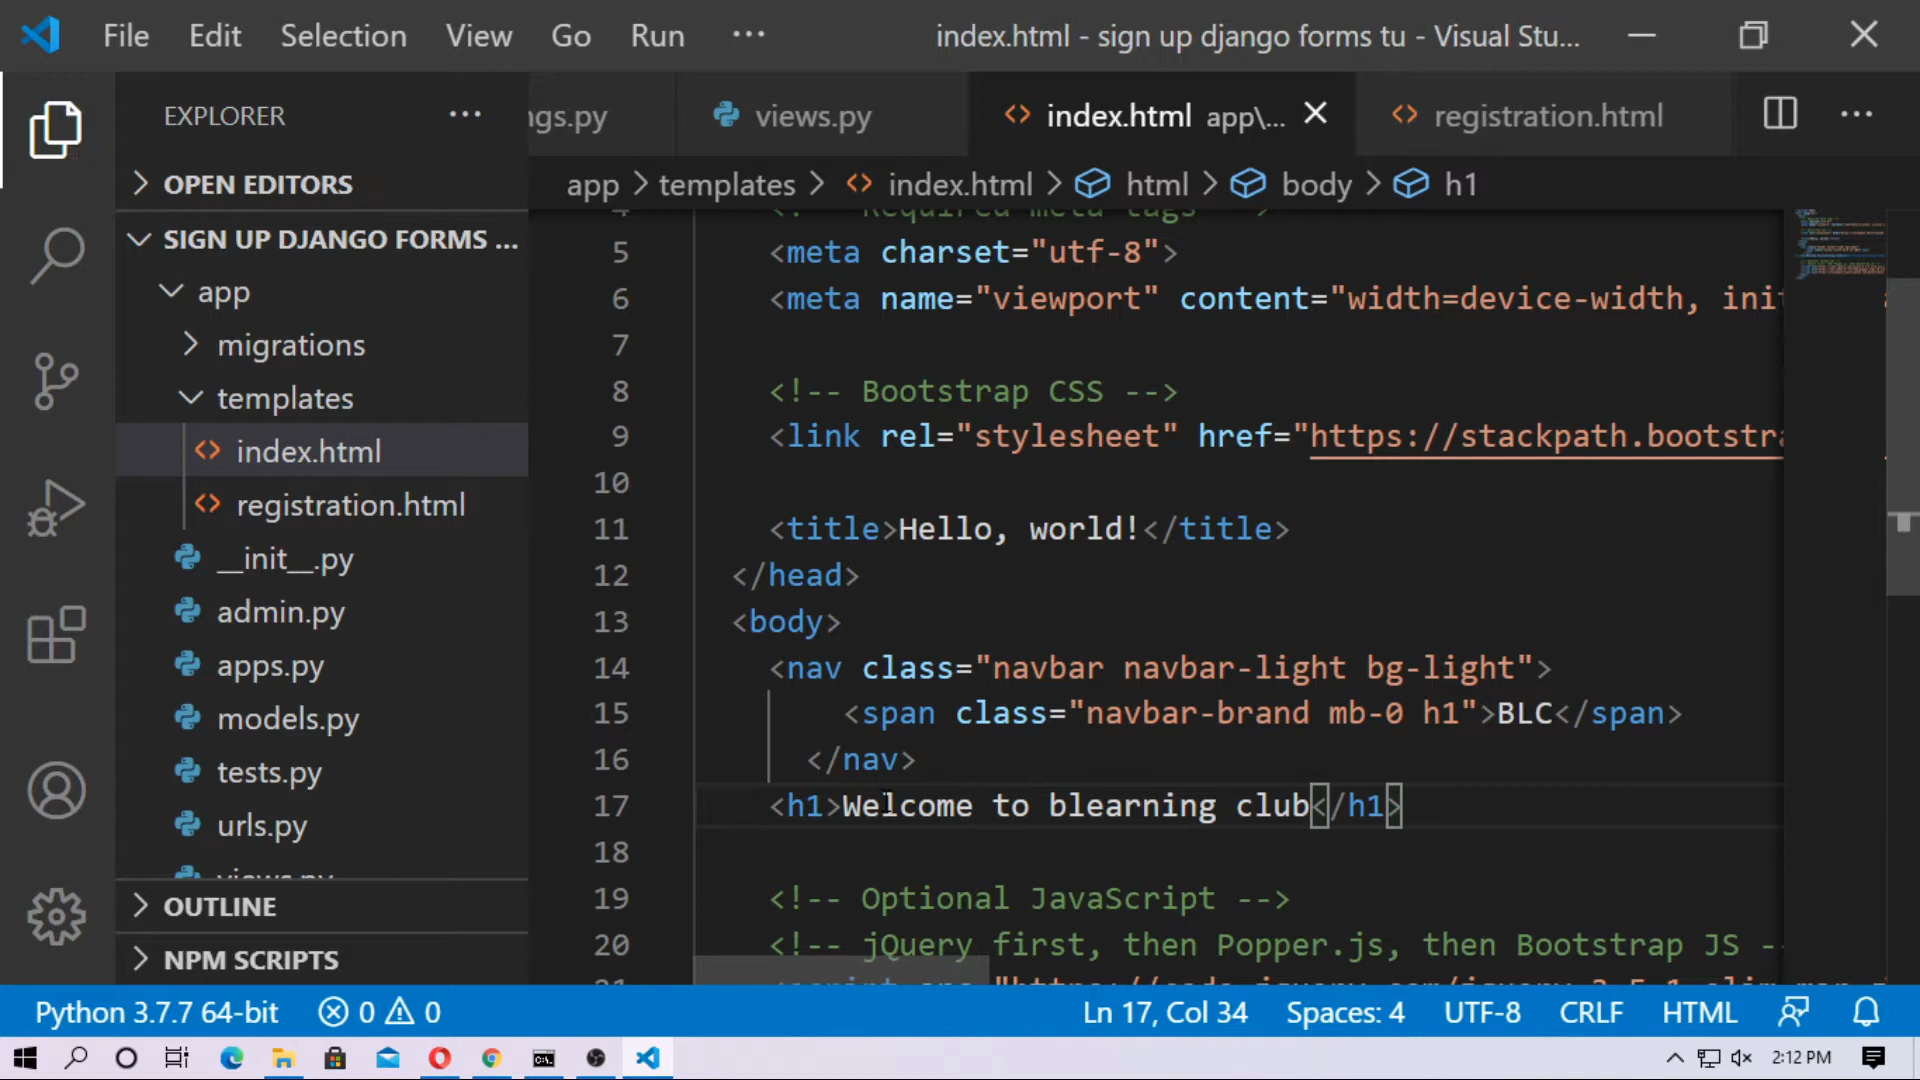 File Edit Selection View Go Run ··· index.html - sign up django forms tu - Visual Stu...
EXPLORER ···
ngs.py views.py index.html app\... registration.html ···
OPEN EDITORS
app > templates > index.html > html > body > h1
SIGN UP DJANGO FORMS ...
app
migrations
templates
index.html
registration.html
__init__.py
admin.py
apps.py
models.py
tests.py
urls.py
views.py
OUTLINE
NPM SCRIPTS
Required meta tags
5 <meta charset="utf-8">
6 <meta name="viewport" content="width=device-width, init
7
8 <!-- Bootstrap CSS -->
9 <link rel="stylesheet" href="https://stackpath.bootstra
10
11 <title>Hello, world!</title>
12 </head>
13 <body>
14 <nav class="navbar navbar-light bg-light">
15 <span class="navbar-brand mb-0 h1">BLC</span>
16 </nav>
17 <h1>Welcome to blearning club</h1>
18
19 <!-- Optional JavaScript -->
20 <!-- jQuery first, then Popper.js, then Bootstrap JS -
Python 3.7.7 64-bit 0 0 Ln 17, Col 34 Spaces: 4 UTF-8 CRLF HTML
2:12 PM